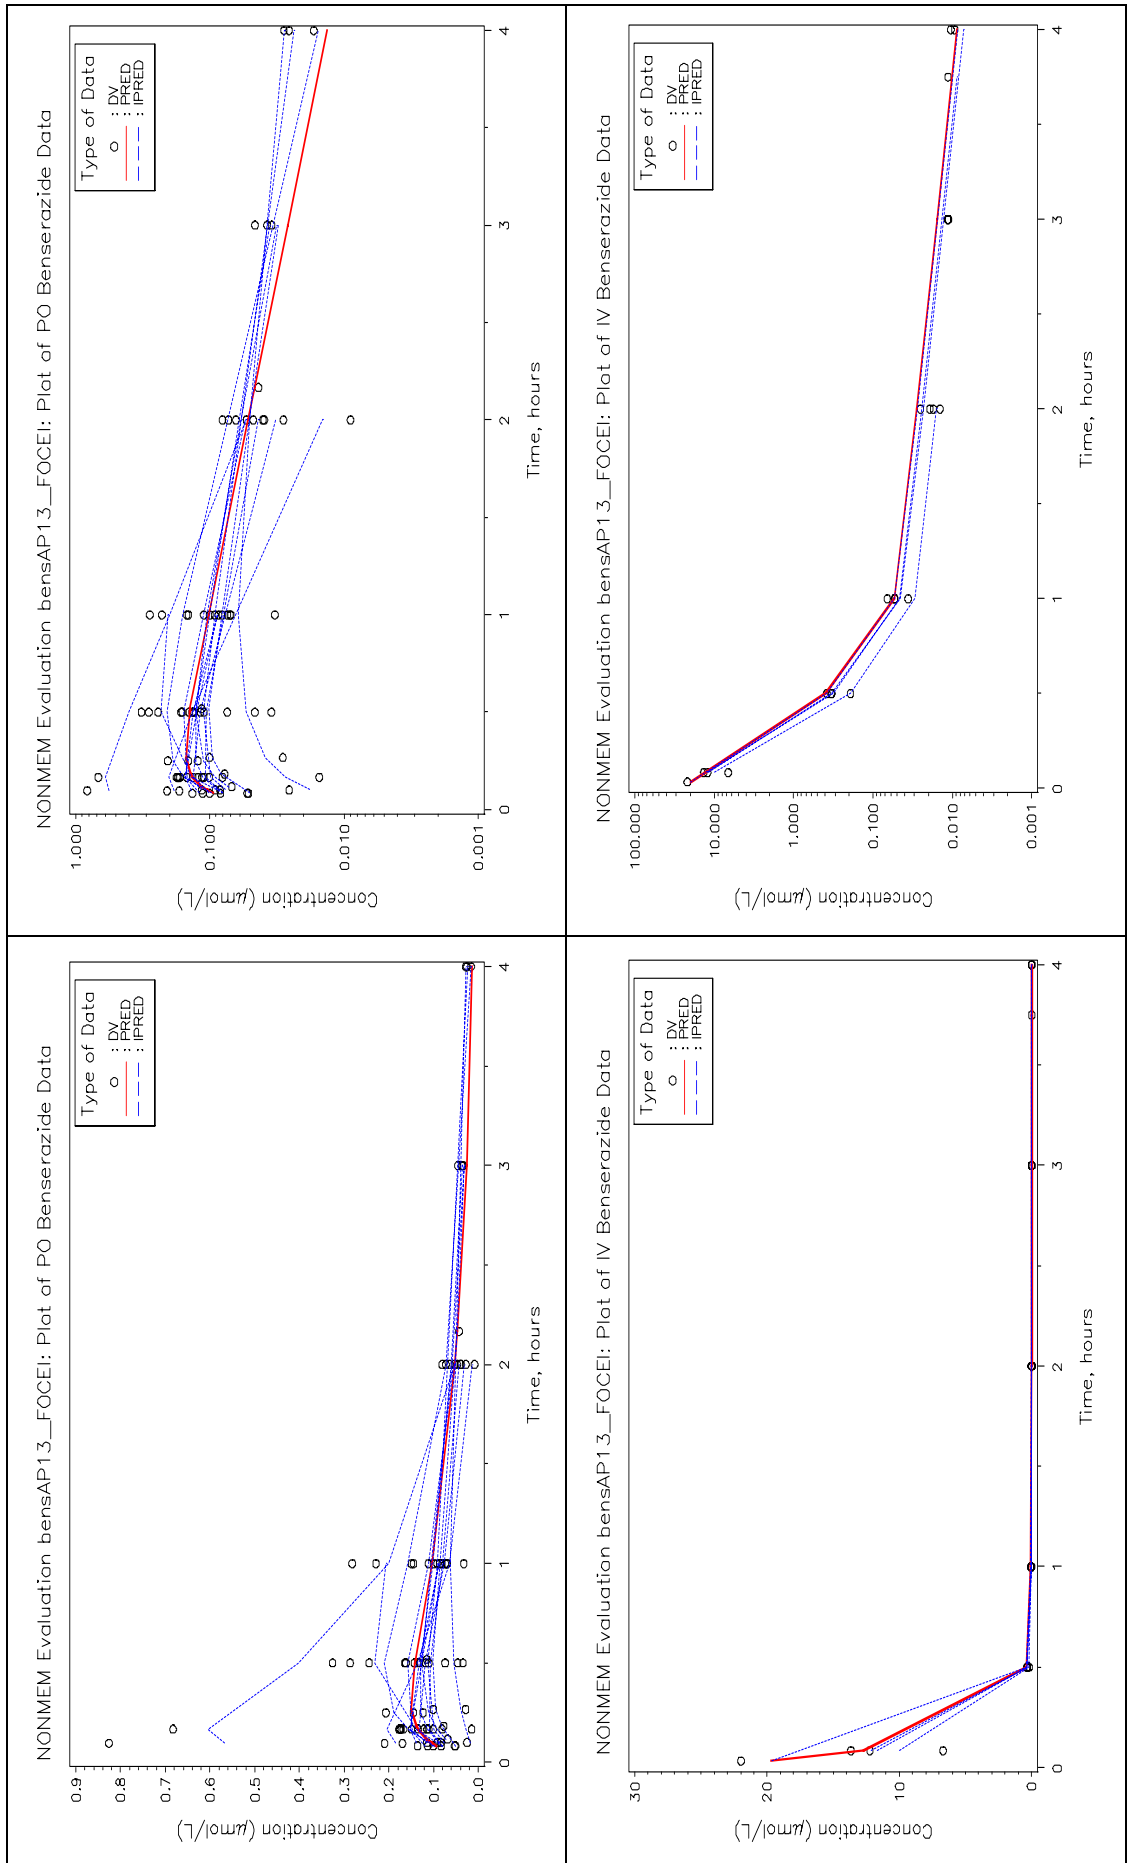 NONMEM Evaluation bensAP13_FOCEI: Plot of PO Benserazide Data
Concentration (μmol/L)
0.9
0.8
0.7
0.6
0.5
0.4
0.3
0.2
0.1
0.0
Type of Data
: DV
: PRED
: IPRED
0 1 2 3 4
Time, hours
NONMEM Evaluation bensAP13_FOCEI: Plot of PO Benserazide Data
Concentration (μmol/L)
1.000
0.100
0.010
0.001
Type of Data
: DV
: PRED
: IPRED
0 1 2 3 4
Time, hours
NONMEM Evaluation bensAP13_FOCEI: Plot of IV Benserazide Data
Concentration (μmol/L)
30
20
10
0
Type of Data
: DV
: PRED
: IPRED
0 1 2 3 4
Time, hours
NONMEM Evaluation bensAP13_FOCEI: Plot of IV Benserazide Data
Concentration (μmol/L)
100.000
10.000
1.000
0.100
0.010
0.001
Type of Data
: DV
: PRED
: IPRED
0 1 2 3 4
Time, hours